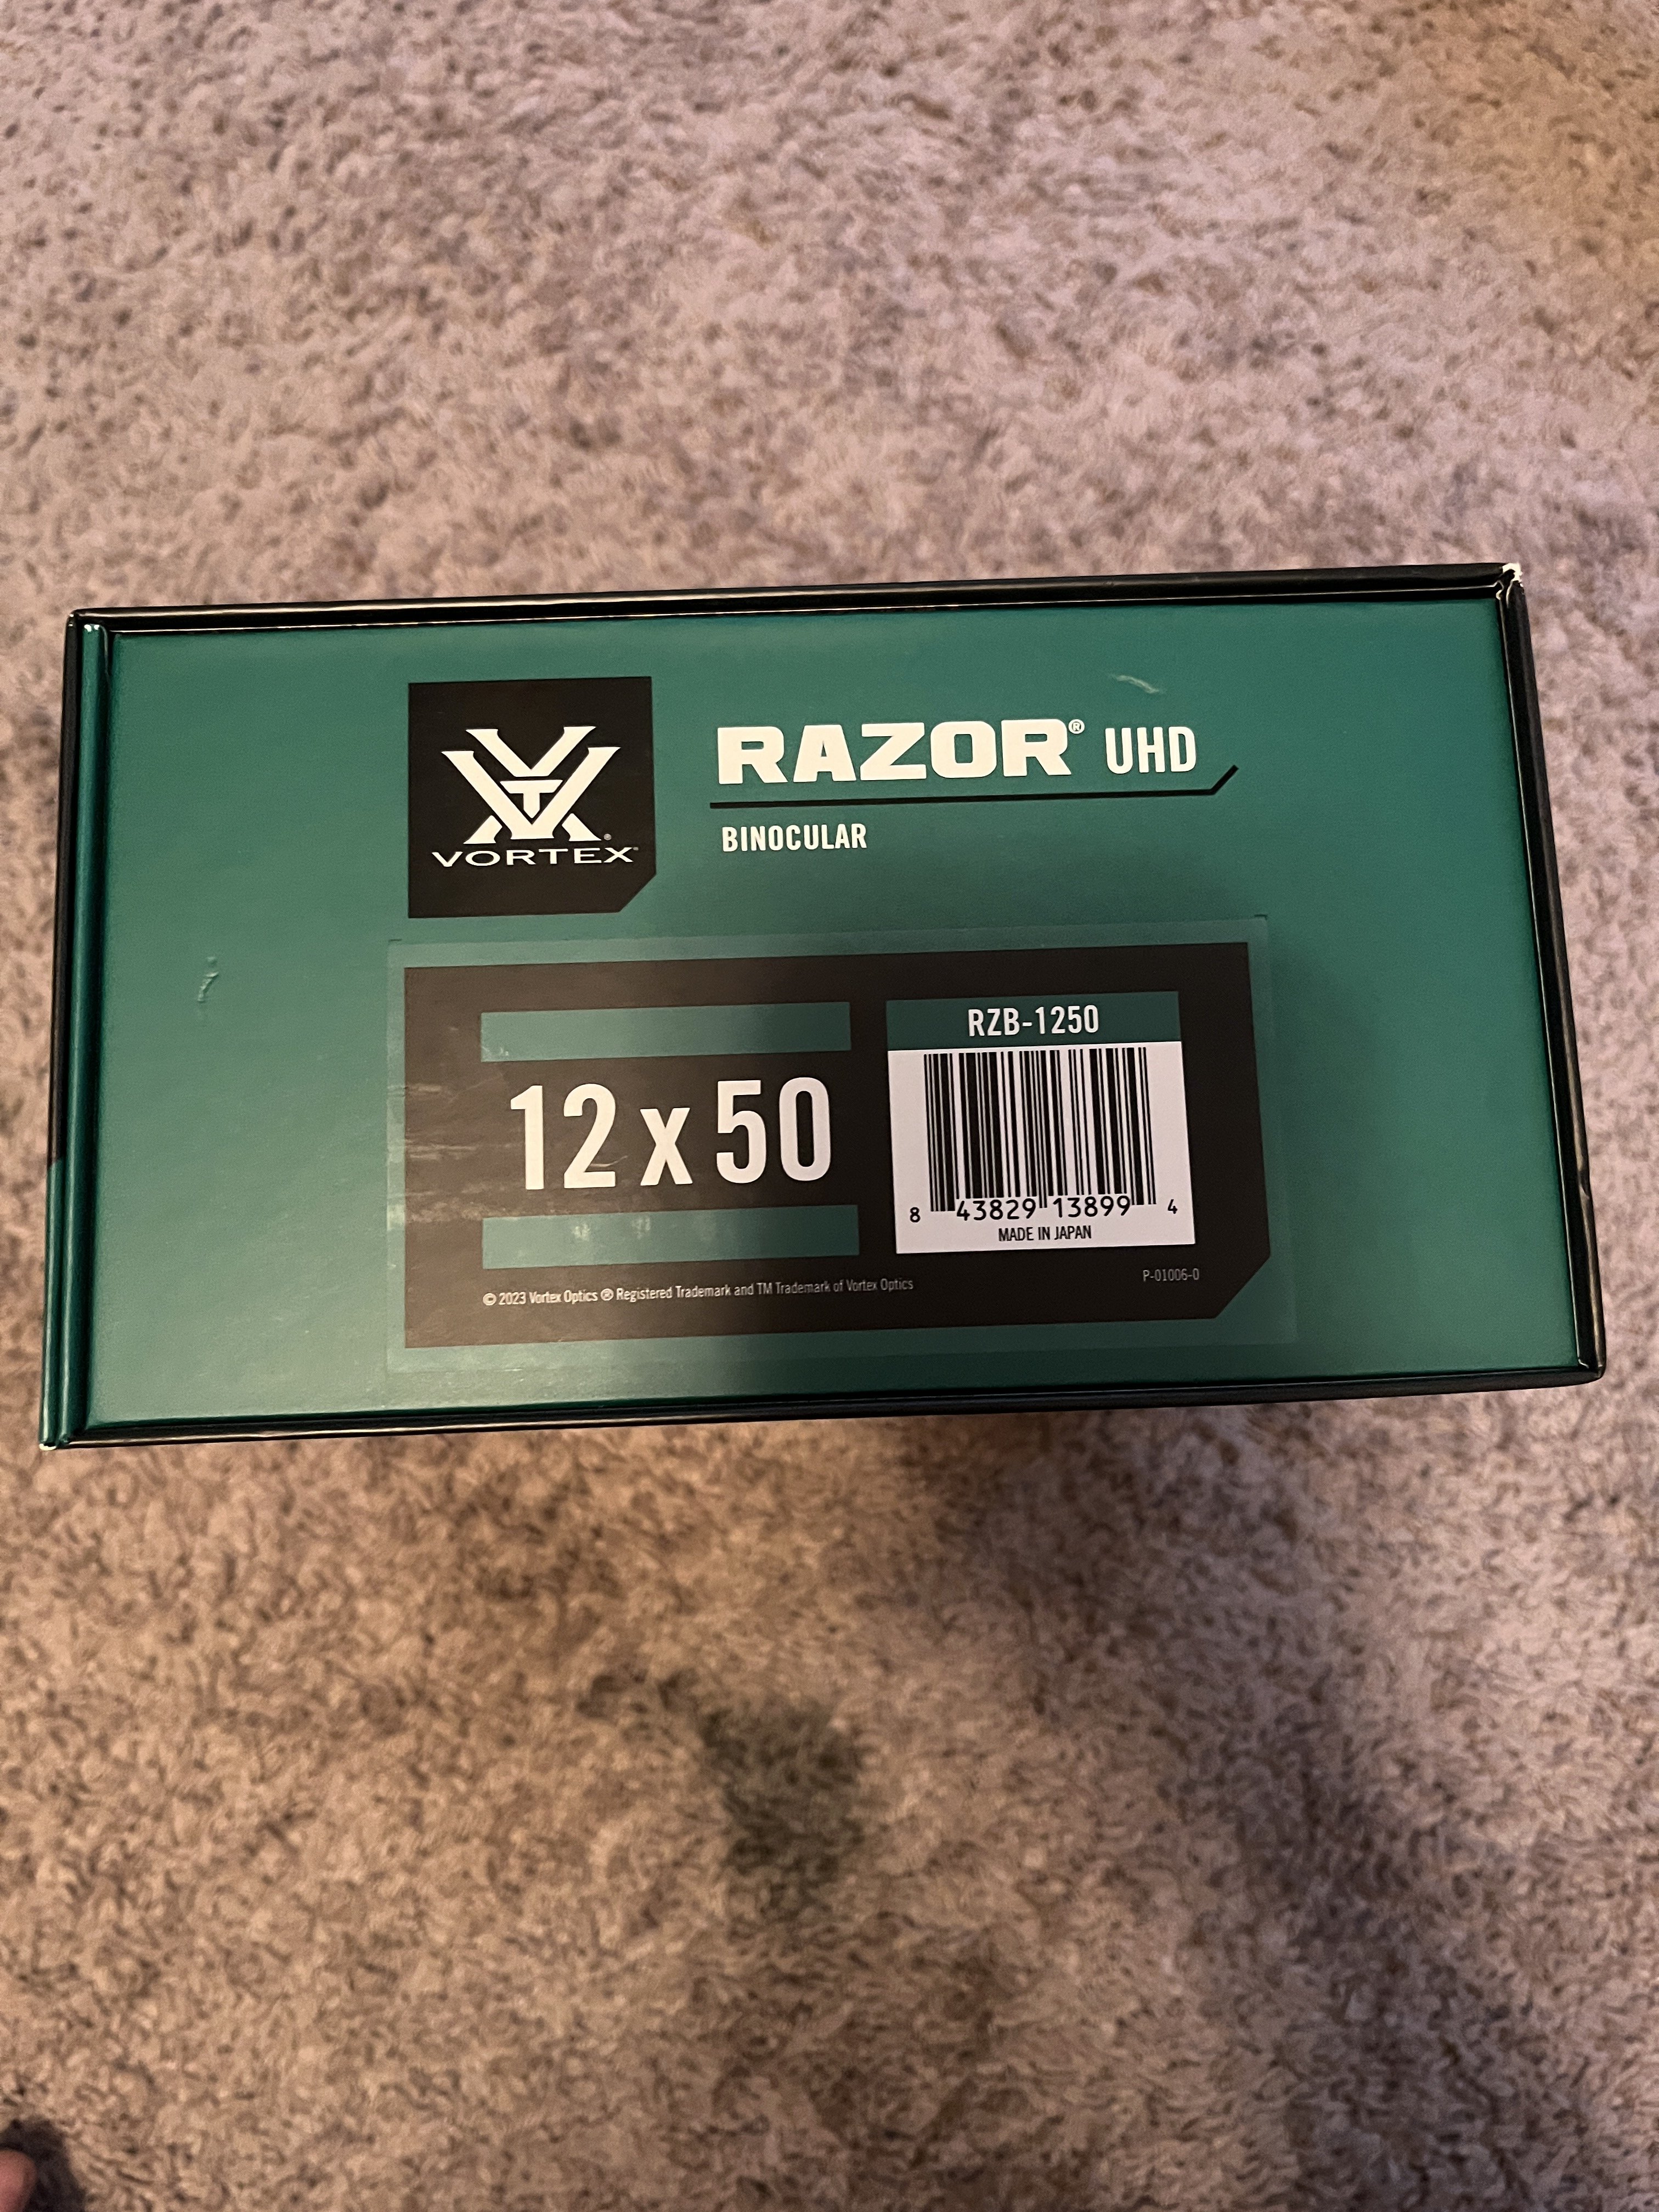 VORTEX®
RAZOR® UHD
BINOCULAR
RZB-1250
12 x 50
8 43829 13899 4
MADE IN JAPAN
P-01006-0
© 2023 Vortex Optics ® Registered Trademark and TM Trademark of Vortex Optics